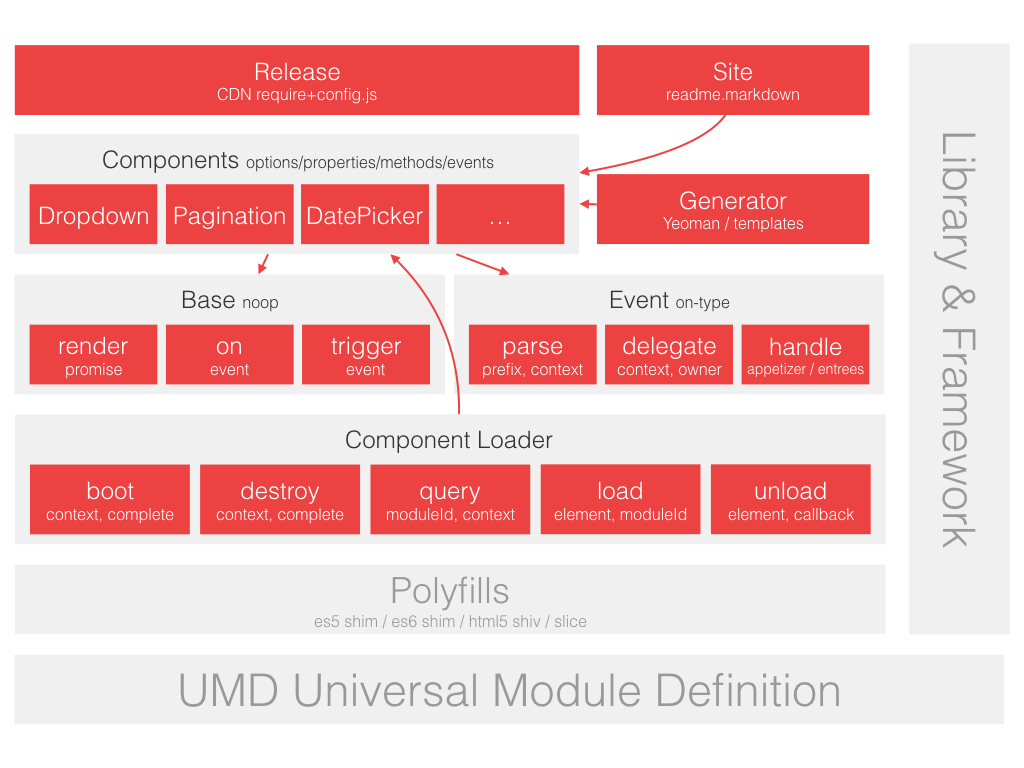 Release
CDN require+config.js
Site
readme.markdown
Components options/properties/methods/events
Dropdown
Pagination
DatePicker
...
Generator
Yeoman / templates
Base noop
render
promise
on
event
trigger
event
Event on-type
parse
prefix, context
delegate
context, owner
handle
appetizer / entrees
Component Loader
boot
context, complete
destroy
context, complete
query
moduleId, context
load
element, moduleId
unload
element, callback
Polyfills
es5 shim / es6 shim / html5 shiv / slice
UMD Universal Module Definition
Library & Framework